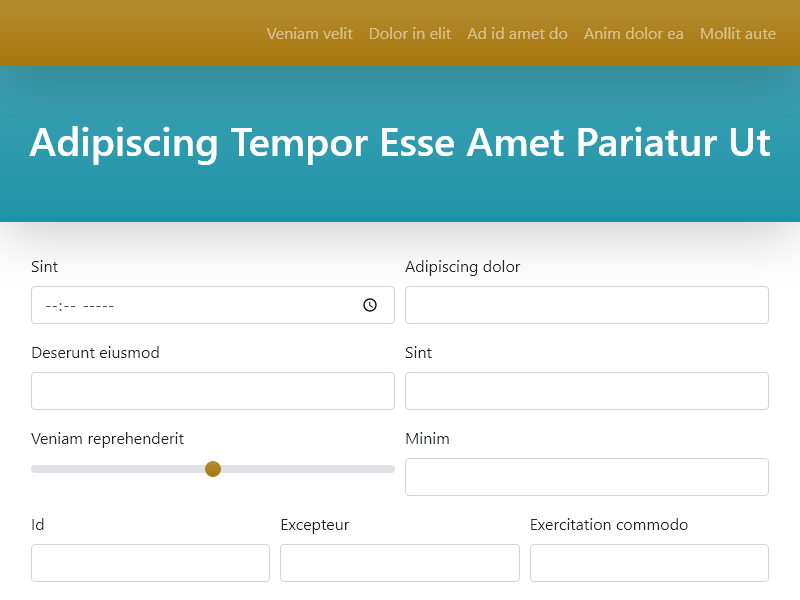 Veniam velit Dolor in elit Ad id amet do Anim dolor ea Mollit aute
Adipiscing Tempor Esse Amet Pariatur Ut
Sint Adipiscing dolor
--:-- -----
Deserunt eiusmod Sint
Veniam reprehenderit Minim
Id Excepteur Exercitation commodo